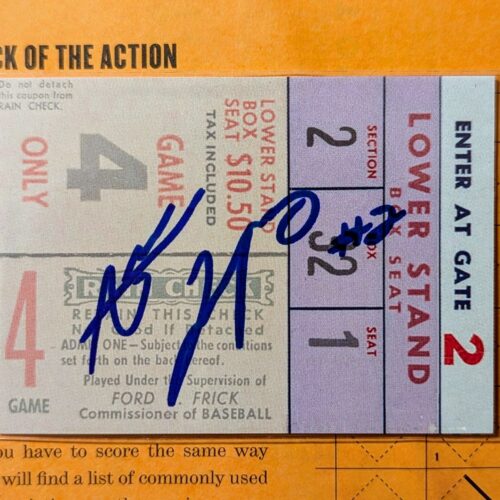 CK OF THE ACTION
Do not detach
this coupon from
RAIN CHECK:
ONLY
4
GAME
LOWER STAND
BOX
SEAT $10.50
TAX INCLUDED
2
SECTION
52
BOX
1
SEAT
LOWER STAND
BOX SEAT
ENTER AT GATE
2
#2
4
GAME
RAIN CHECK
RETAIN THIS CHECK
Not Good if Detached
ADMIT ONE—Subject to the conditions
set forth on the back hereof.
Played Under the Supervision of
FORD C. FRICK
Commissioner of BASEBALL
you have to score the same way
will find a list of commonly used
1